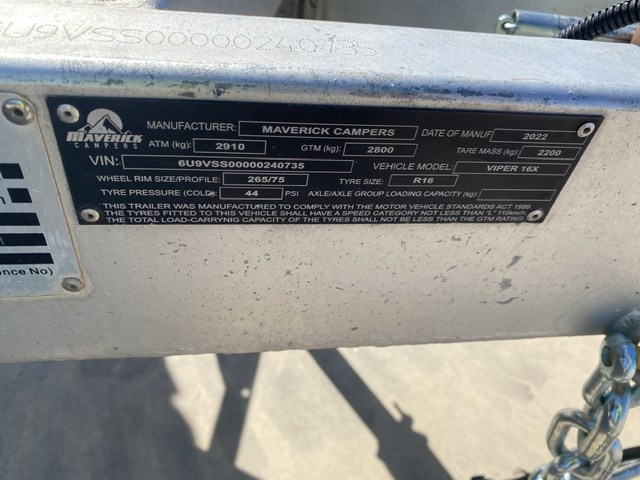 6U9VSS00000240735
MAVERICK CAMPERS
MANUFACTURER: MAVERICK CAMPERS DATE OF MANUF 2022
ATM (kg): 2910 GTM (kg): 2800 TARE MASS (kg): 2200
VIN: 6U9VSS00000240735 VEHICLE MODEL: VIPER 16X
WHEEL RIM SIZE/PROFILE: 265/75 TYRE SIZE: R16
TYRE PRESSURE (COLD): 44 PSI AXLE/AXLE GROUP LOADING CAPACITY (kg):
THIS TRAILER WAS MANUFACTURED TO COMPLY WITH THE MOTOR VEHICLE STANDARDS ACT 1989
THE TYRES FITTED TO THIS VEHICLE SHALL HAVE A SPEED CATEGORY NOT LESS THAN 'L' 110km/h
THE TOTAL LOAD-CARRYNIG CAPACITY OF THE TYRES SHALL NOT BE LESS THAN THE GTM RATING
ance No)